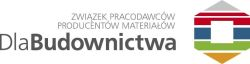 ZWIĄZEK PRACODAWCÓW
PRODUCENTÓW MATERIAŁÓW
DlaBudownictwa